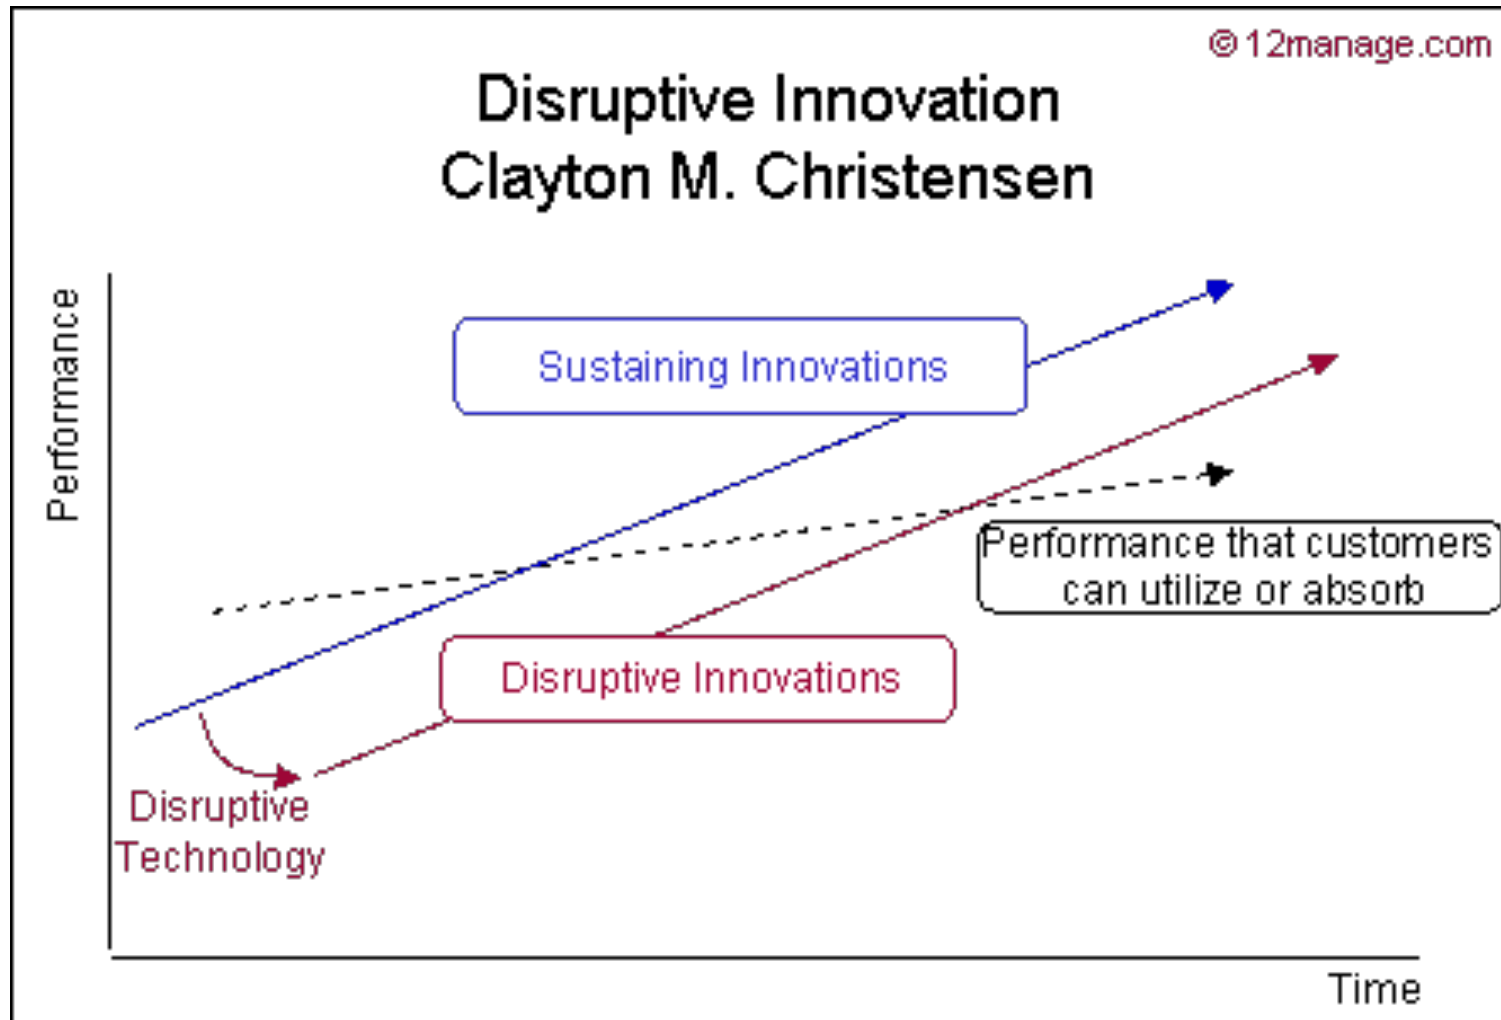 © 12manage.com
Disruptive Innovation
Clayton M. Christensen
Performance
Sustaining Innovations
Performance that customers
can utilize or absorb
Disruptive Innovations
Disruptive
Technology
Time